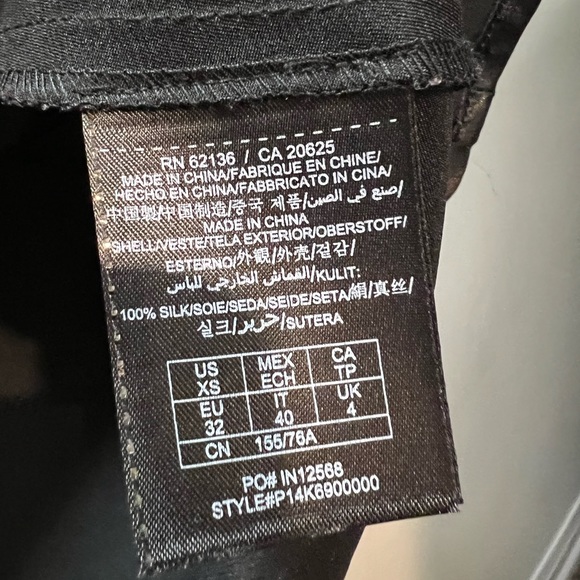 RN 62136 / CA 20625
MADE IN CHINA/FABRIQUE EN CHINE/
HECHO EN CHINA/FABBRICATO IN CINA/
中国製/中国制造/중국 제품/صنع في الصين/
MADE IN CHINA
SHELL/VESTE/TELA EXTERIOR/OBERSTOFF/
ESTERNO/外觀/外壳/겉감/
القماش الخارجي للباس/KULIT:
100% SILK/SOIE/SEDA/SEIDE/SETA/絹/真丝/
실크/حرير/SUTERA
US MEX CA
XS ECH TP
EU IT UK
32 40 4
CN 155/76A
PO# IN12568
STYLE#P14K6900000